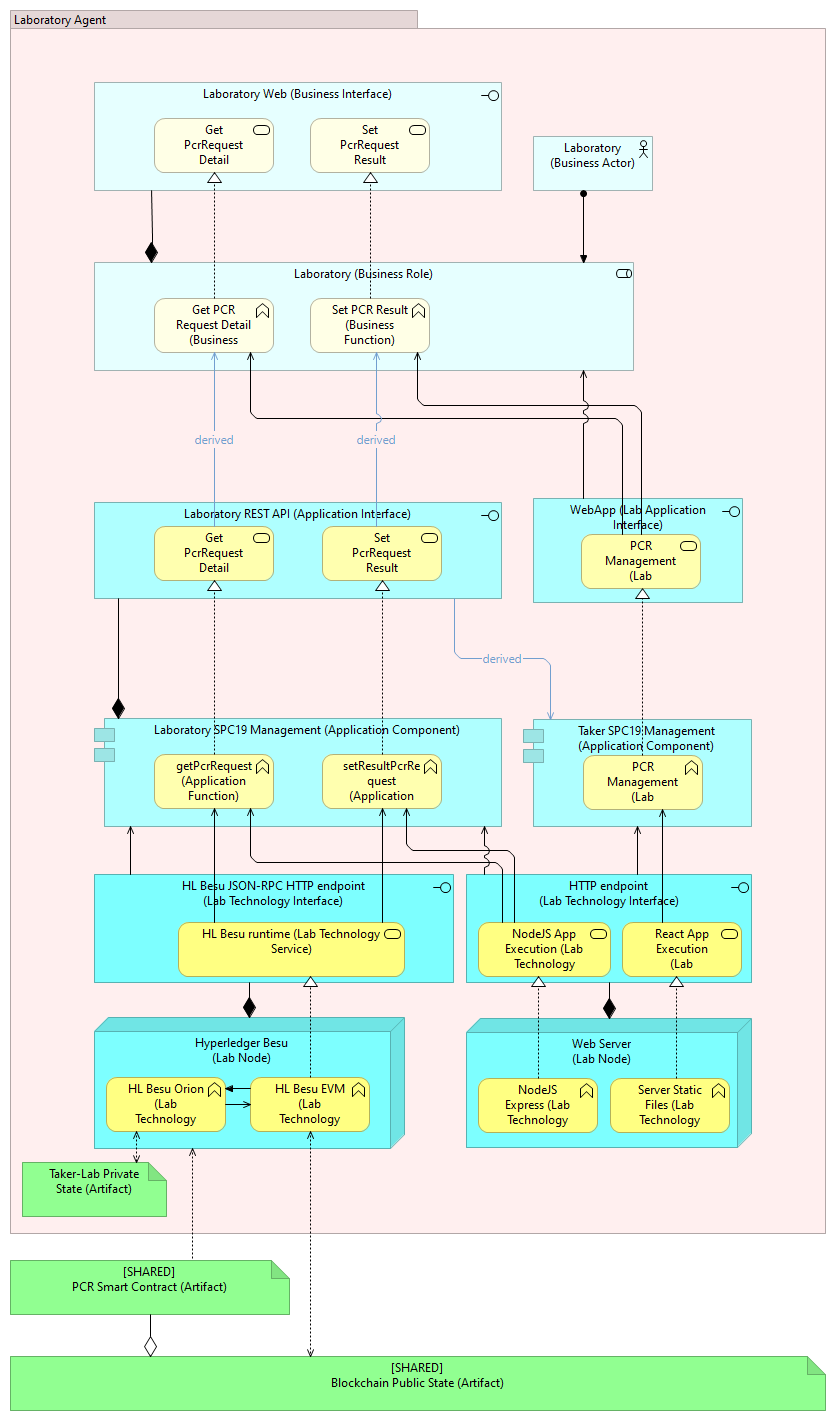 Laboratory Agent
Laboratory Web (Business Interface)
Get
PcrRequest
Detail
Set
PcrRequest
Result
Laboratory
(Business Actor)
Laboratory (Business Role)
Get PCR
Request Detail
(Business
Set PCR Result
(Business
Function)
derived
derived
Laboratory REST API (Application Interface)
Get
PcrRequest
Detail
Set
PcrRequest
Result
WebApp (Lab Application
Interface)
PCR
Management
(Lab
derived
Laboratory SPC19 Management (Application Component)
getPcrRequest
(Application
Function)
setResultPcrRe
quest
(Application
Taker SPC19 Management
(Application Component)
PCR
Management
(Lab
HL Besu JSON-RPC HTTP endpoint
(Lab Technology Interface)
HL Besu runtime (Lab Technology
Service)
HTTP endpoint
(Lab Technology Interface)
NodeJS App
Execution (Lab
Technology
React App
Execution
(Lab
Hyperledger Besu
(Lab Node)
HL Besu Orion
(Lab
Technology
HL Besu EVM
(Lab
Technology
Web Server
(Lab Node)
NodeJS
Express (Lab
Technology
Server Static
Files (Lab
Technology
Taker-Lab Private
State (Artifact)
[SHARED]
PCR Smart Contract (Artifact)
[SHARED]
Blockchain Public State (Artifact)